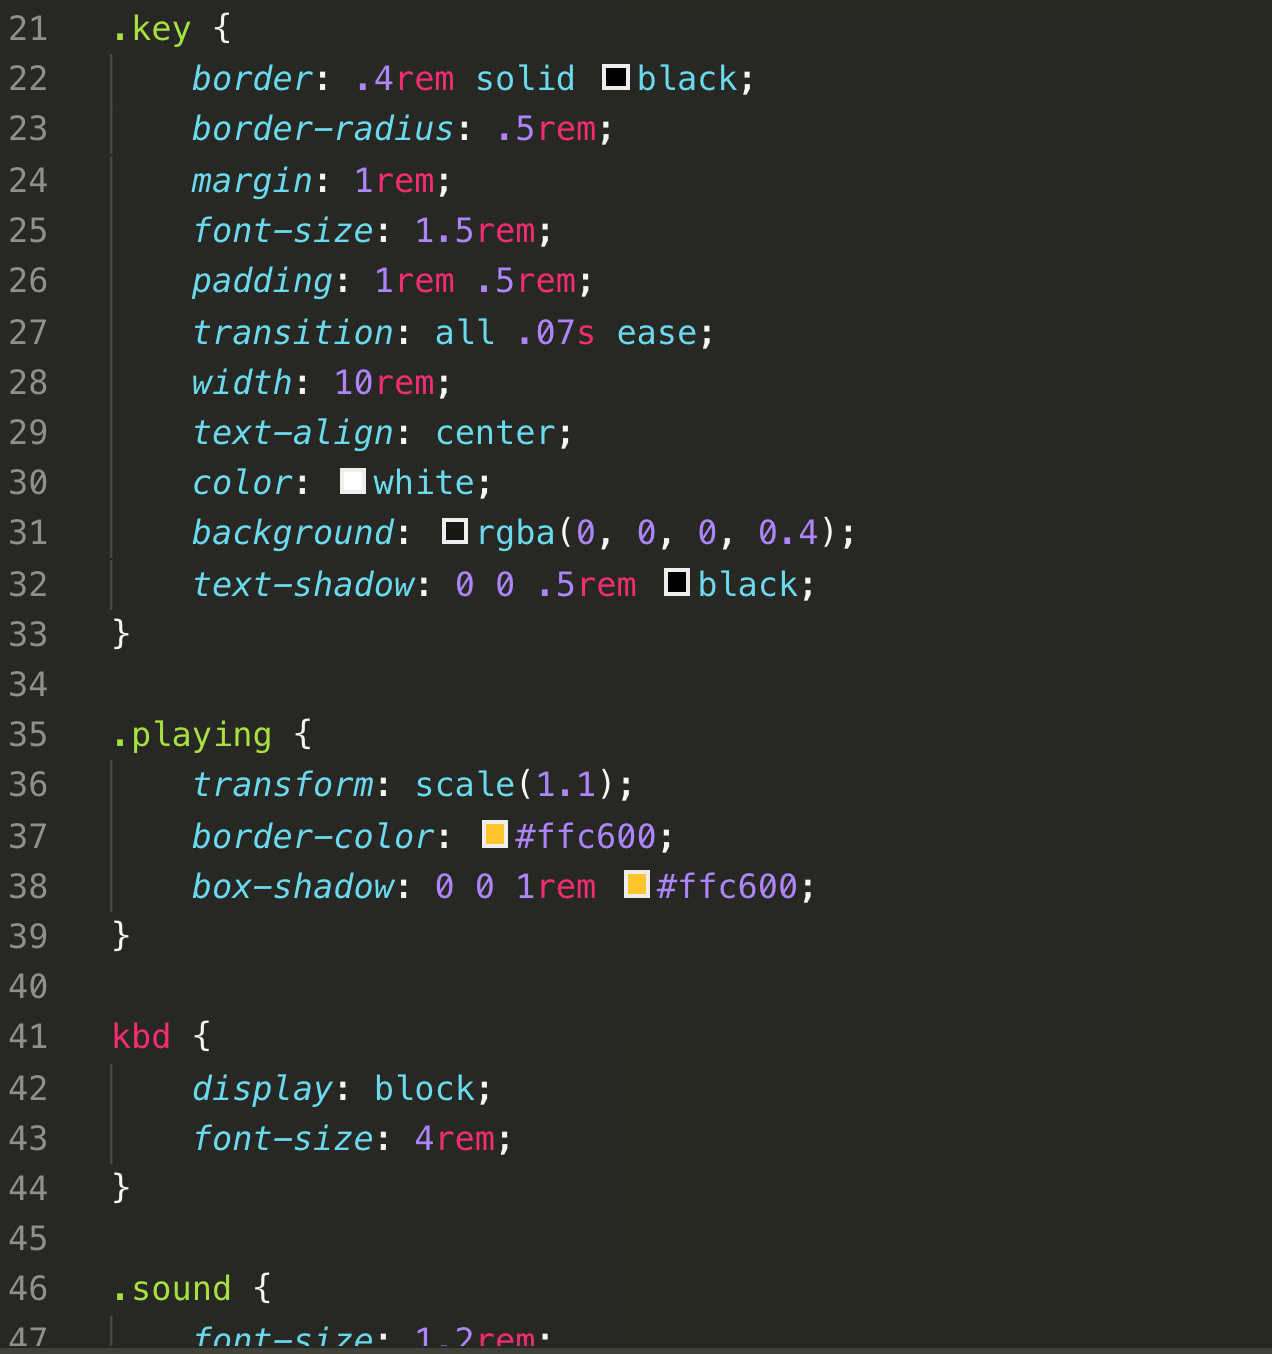 21 .key {
22 border: .4rem solid black;
23 border-radius: .5rem;
24 margin: 1rem;
25 font-size: 1.5rem;
26 padding: 1rem .5rem;
27 transition: all .07s ease;
28 width: 10rem;
29 text-align: center;
30 color: white;
31 background: rgba(0, 0, 0, 0.4);
32 text-shadow: 0 0 .5rem black;
33 }
34
35 .playing {
36 transform: scale(1.1);
37 border-color: #ffc600;
38 box-shadow: 0 0 1rem #ffc600;
39 }
40
41 kbd {
42 display: block;
43 font-size: 4rem;
44 }
45
46 .sound {
47 font-size: 1.2rem;